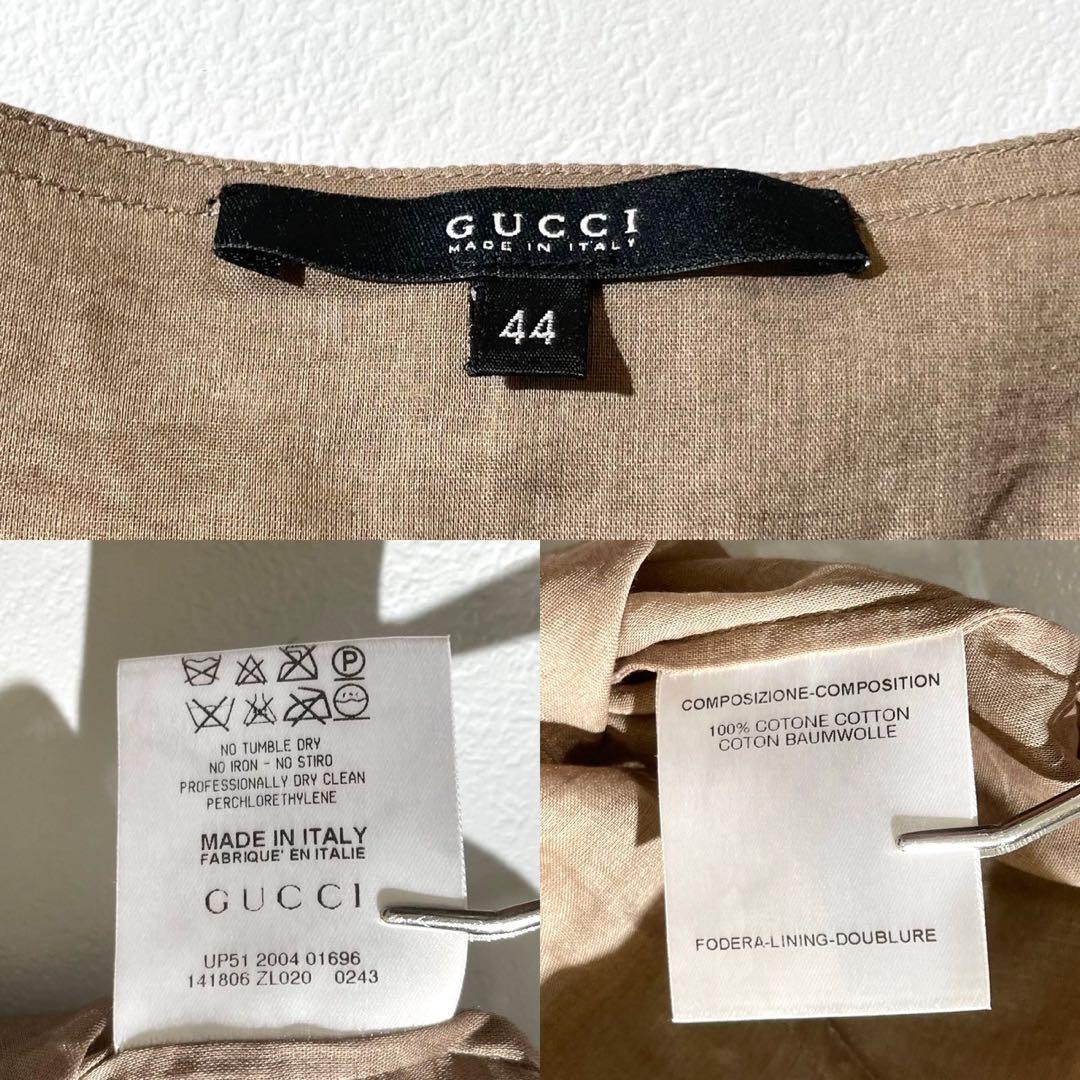 GUCCI
MADE IN ITALY
44
P
NO TUMBLE DRY
NO IRON - NO STIRO
PROFESSIONALLY DRY CLEAN
PERCHLORETHYLENE
MADE IN ITALY
FABRIQUE' EN ITALIE
GUCCI
UP51 2004 01696
141806 ZL020 0243
COMPOSIZIONE-COMPOSITION
100% COTONE COTTON
COTON BAUMWOLLE
FODERA-LINING-DOUBLURE